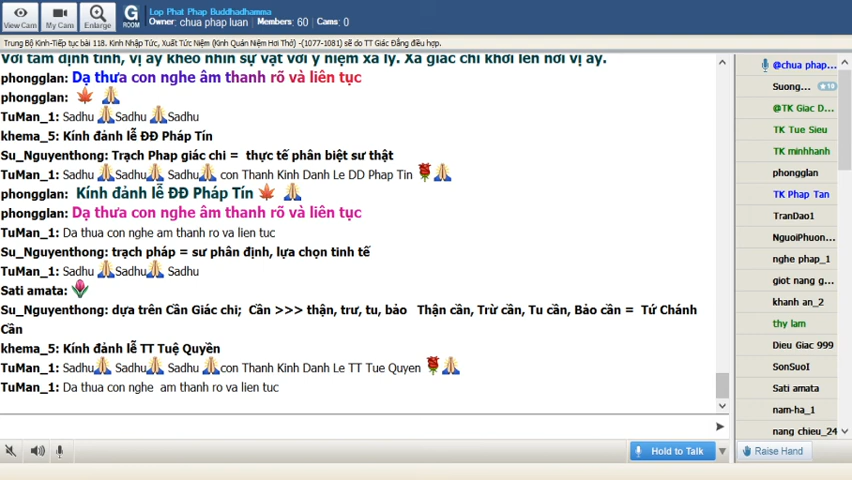 View Cam
My Cam
Enlarge
G
ROOM
Lop Phat Phap Buddhadhamma
Owner: chua phap luan Members: 60 Cams: 0
Trung Bộ Kinh-Tiếp tục bài 118. Kinh Nhập Tức, Xuất Tức Niệm (Kinh Quán Niệm Hơi Thở) -(1077-1081) sẽ do TT Giác Đẳng điều hợp.
Với tâm định tĩnh, vị ấy khéo nhìn sự vật với ý niệm xả ly. Xả giác chi khởi lên nơi vị ấy.
phongglan: Dạ thưa con nghe âm thanh rõ và liên tục
phongglan:
TuMan_1: Sadhu Sadhu Sadhu
khema_5: Kính đảnh lễ ĐĐ Pháp Tín
Su_Nguyenthong: Trạch Phap giác chi = thực tế phân biệt sư thật
TuMan_1: Sadhu Sadhu Sadhu con Thanh Kinh Danh Le DD Phap Tin
phongglan: Kính đảnh lễ ĐĐ Pháp Tín
phongglan: Dạ thưa con nghe âm thanh rõ và liên tục
TuMan_1: Da thua con nghe am thanh ro va lien tuc
Su_Nguyenthong: trạch pháp = sư phân định, lựa chọn tinh tế
TuMan_1: Sadhu Sadhu Sadhu
Sati amata:
Su_Nguyenthong: dựa trên Cần Giác chi; Cần >>> thận, trư, tu, bảo Thận cần, Trừ cần, Tu cần, Bảo cần = Tứ Chánh
Cần
khema_5: Kính đảnh lễ TT Tuệ Quyền
TuMan_1: Sadhu Sadhu Sadhu con Thanh Kinh Danh Le TT Tue Quyen
TuMan_1: Da thua con nghe am thanh ro va lien tuc
Hold to Talk
@chua phap...
Suong... 10
@TK Giac D...
TK Tue Sieu
TK minhhanh
phongglan
TK Phap Tan
TranDao1
NguoiPhuon...
nghe phap_1
giot nang g...
khanh an_2
thy lam
Dieu Giac 999
SonSuoI
Sati amata
nam-ha_1
nang chieu_24
Raise Hand